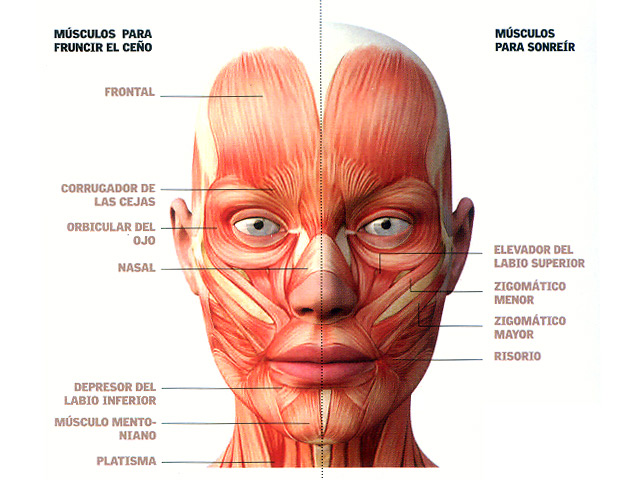 MÚSCULOS PARA
FRUNCIR EL CEÑO
FRONTAL
CORRUGADOR DE
LAS CEJAS
ORBICULAR DEL
OJO
NASAL
DEPRESOR DEL
LABIO INFERIOR
MÚSCULO MENTO-
NIANO
PLATISMA
MÚSCULOS
PARA SONREÍR
ELEVADOR DEL
LABIO SUPERIOR
ZIGOMÁTICO
MENOR
ZIGOMÁTICO
MAYOR
RISORIO